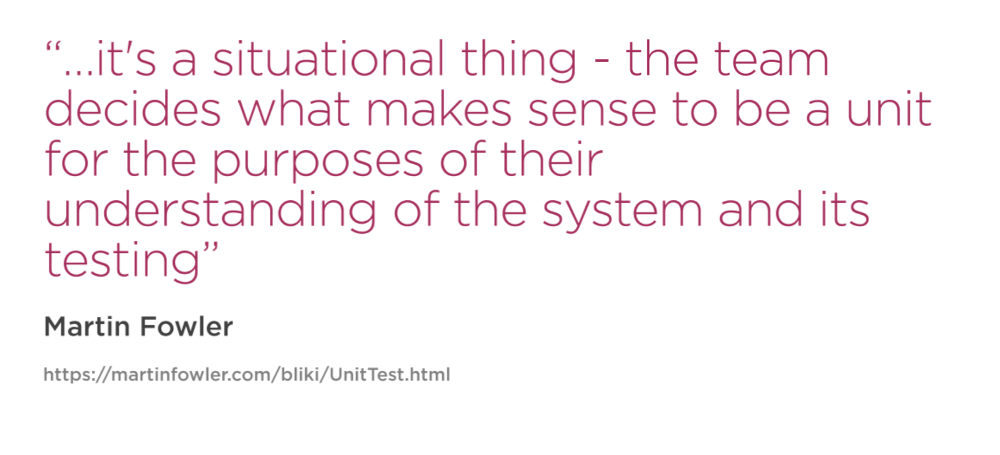 “...it's a situational thing - the team
decides what makes sense to be a unit
for the purposes of their
understanding of the system and its
testing”
Martin Fowler
https://martinfowler.com/bliki/UnitTest.html